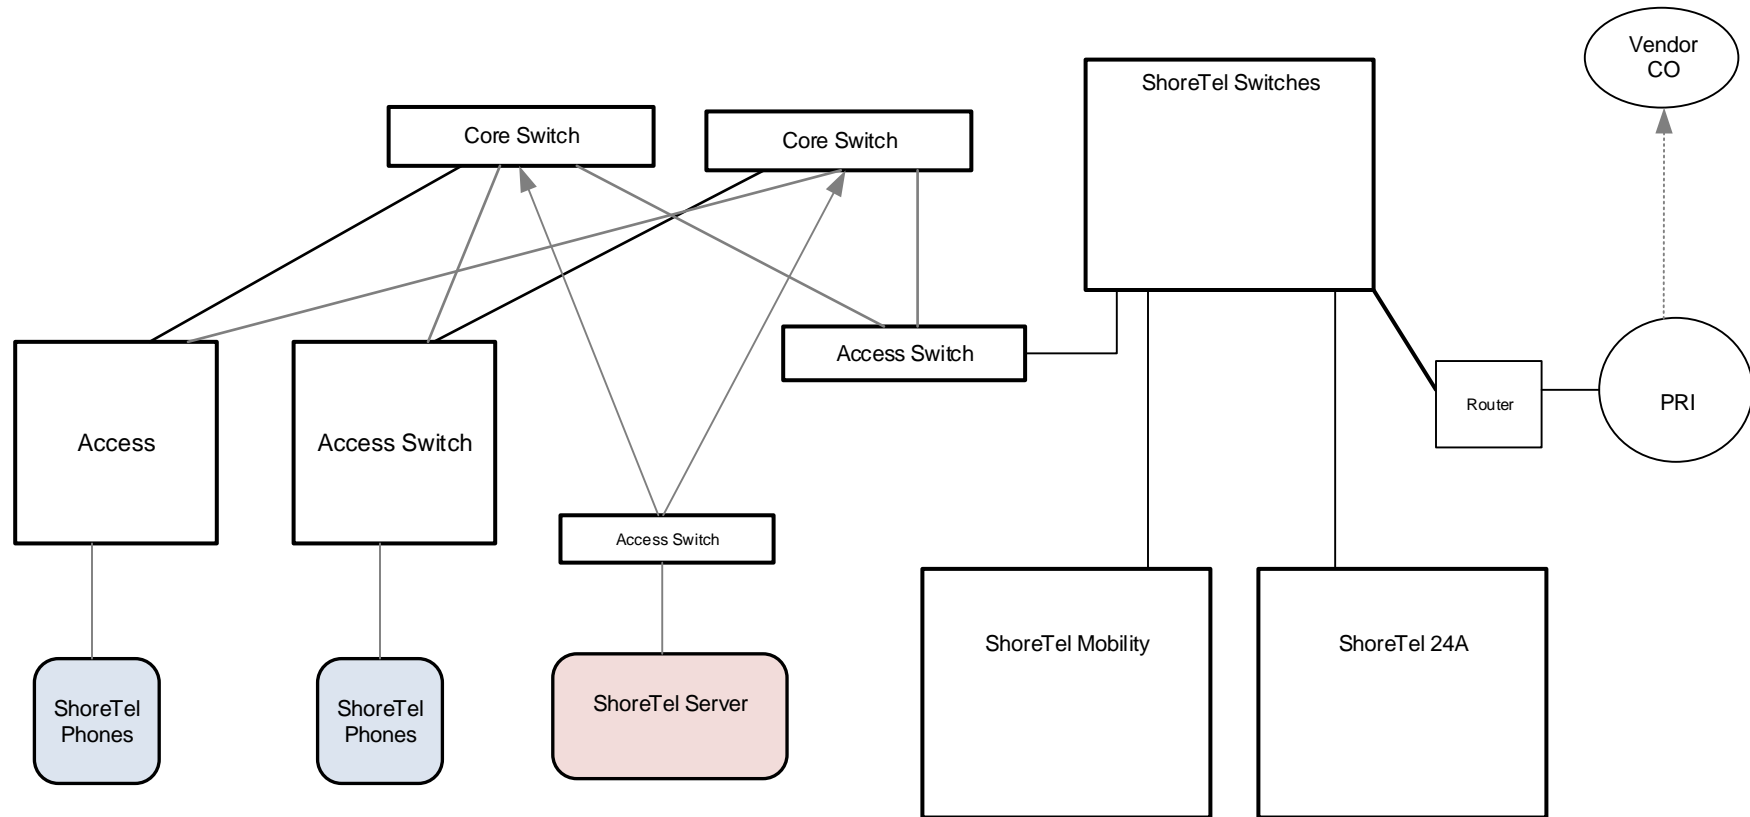 Vendor
CO
ShoreTel Switches
Core Switch
Core Switch
Access Switch
Router
PRI
Access
Access Switch
Access Switch
ShoreTel Mobility
ShoreTel 24A
ShoreTel
Phones
ShoreTel
Phones
ShoreTel Server